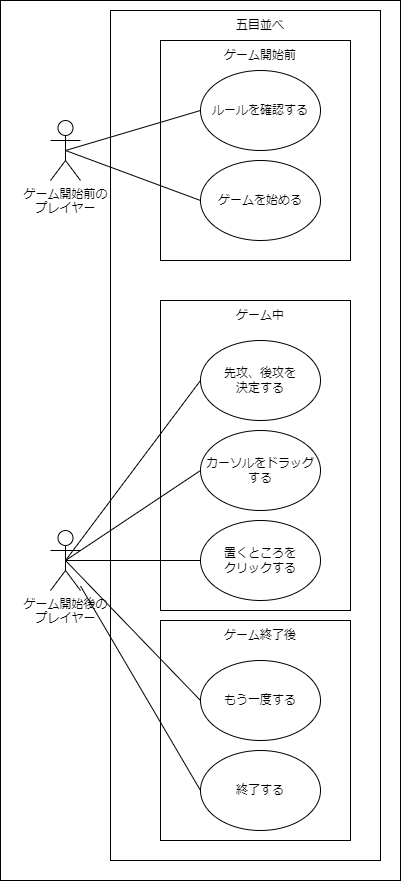 五目並べ
ゲーム開始前
ルールを確認する
ゲームを始める
ゲーム開始前の
プレイヤー
ゲーム中
先攻、後攻を
決定する
カーソルをドラッグ
する
置くところを
クリックする
ゲーム開始後の
プレイヤー
ゲーム終了後
もう一度する
終了する